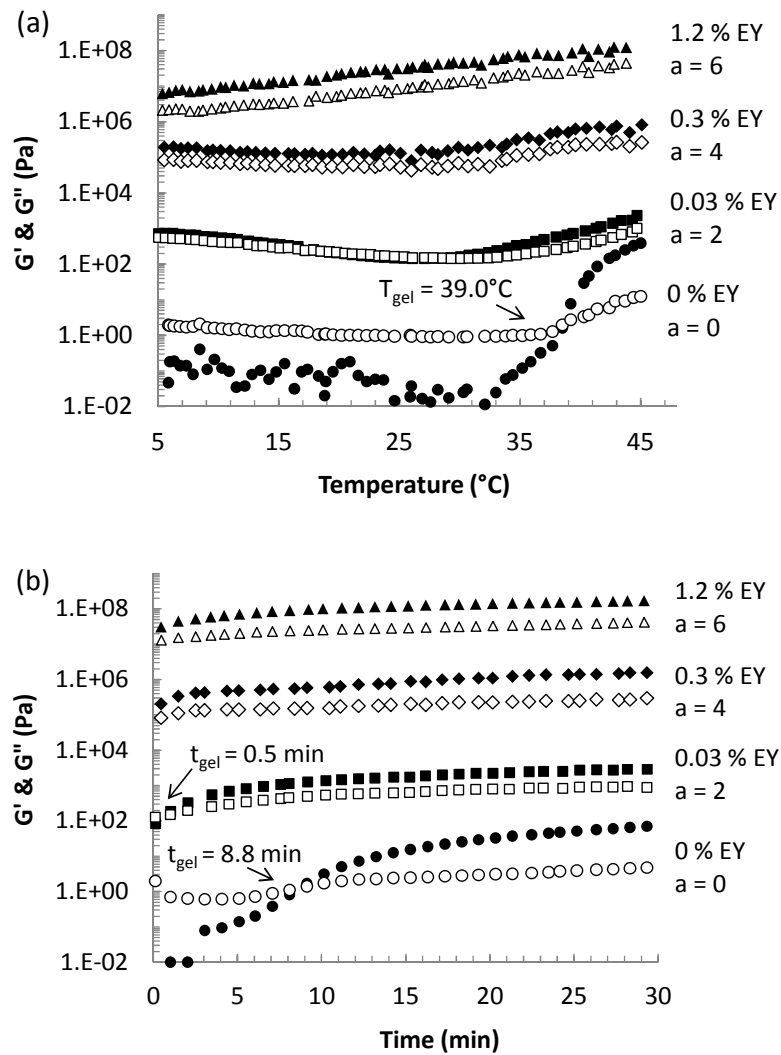 (a)
1.E+08
1.E+06
1.E+04
1.E+02
1.E+00
1.E-02
G' & G" (Pa)
5 15 25 35 45
Temperature (°C)
1.2 % EY
a = 6
0.3 % EY
a = 4
0.03 % EY
a = 2
0 % EY
a = 0
Tgel = 39.0°C
(b)
1.E+08
1.E+06
1.E+04
1.E+02
1.E+00
1.E-02
G' & G" (Pa)
0 5 10 15 20 25 30
Time (min)
1.2 % EY
a = 6
0.3 % EY
a = 4
0.03 % EY
a = 2
0 % EY
a = 0
tgel = 0.5 min
tgel = 8.8 min